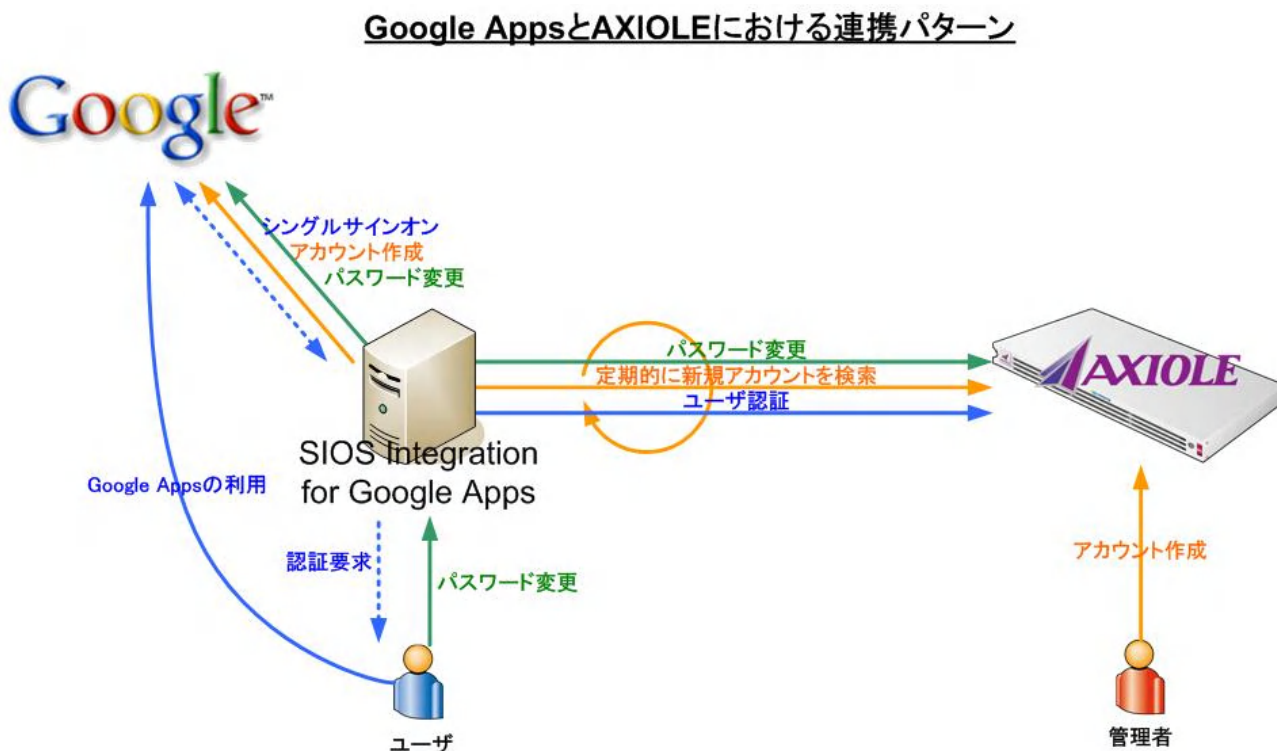 Google AppsとAXIOLEにおける連携パターン
Google™
シングルサインオン
アカウント作成
パスワード変更
パスワード変更
定期的に新規アカウントを検索
ユーザ認証
AXIOLE
SIOS Integration
for Google Apps
Google Appsの利用
認証要求
パスワード変更
アカウント作成
ユーザ
管理者